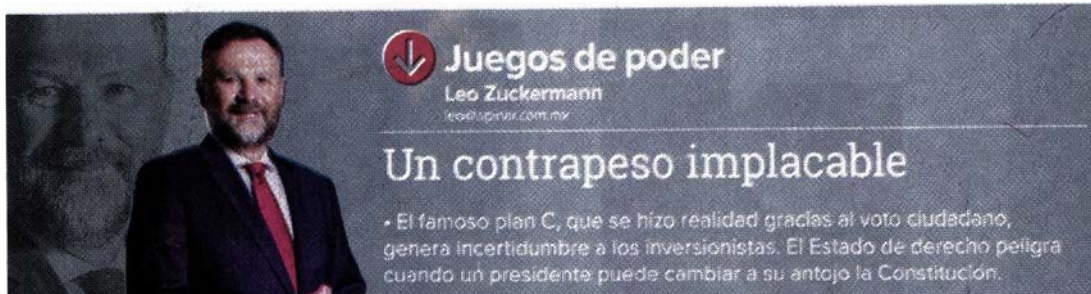 Juegos de poder
Leo Zuckermann
Un contrapeso implacable
• El famoso plan C, que se hizo realidad gracias al voto ciudadano,
genera incertidumbre a los inversionistas. El Estado de derecho peligra
cuando un presidente puede cambiar a su antojo la Constitución.